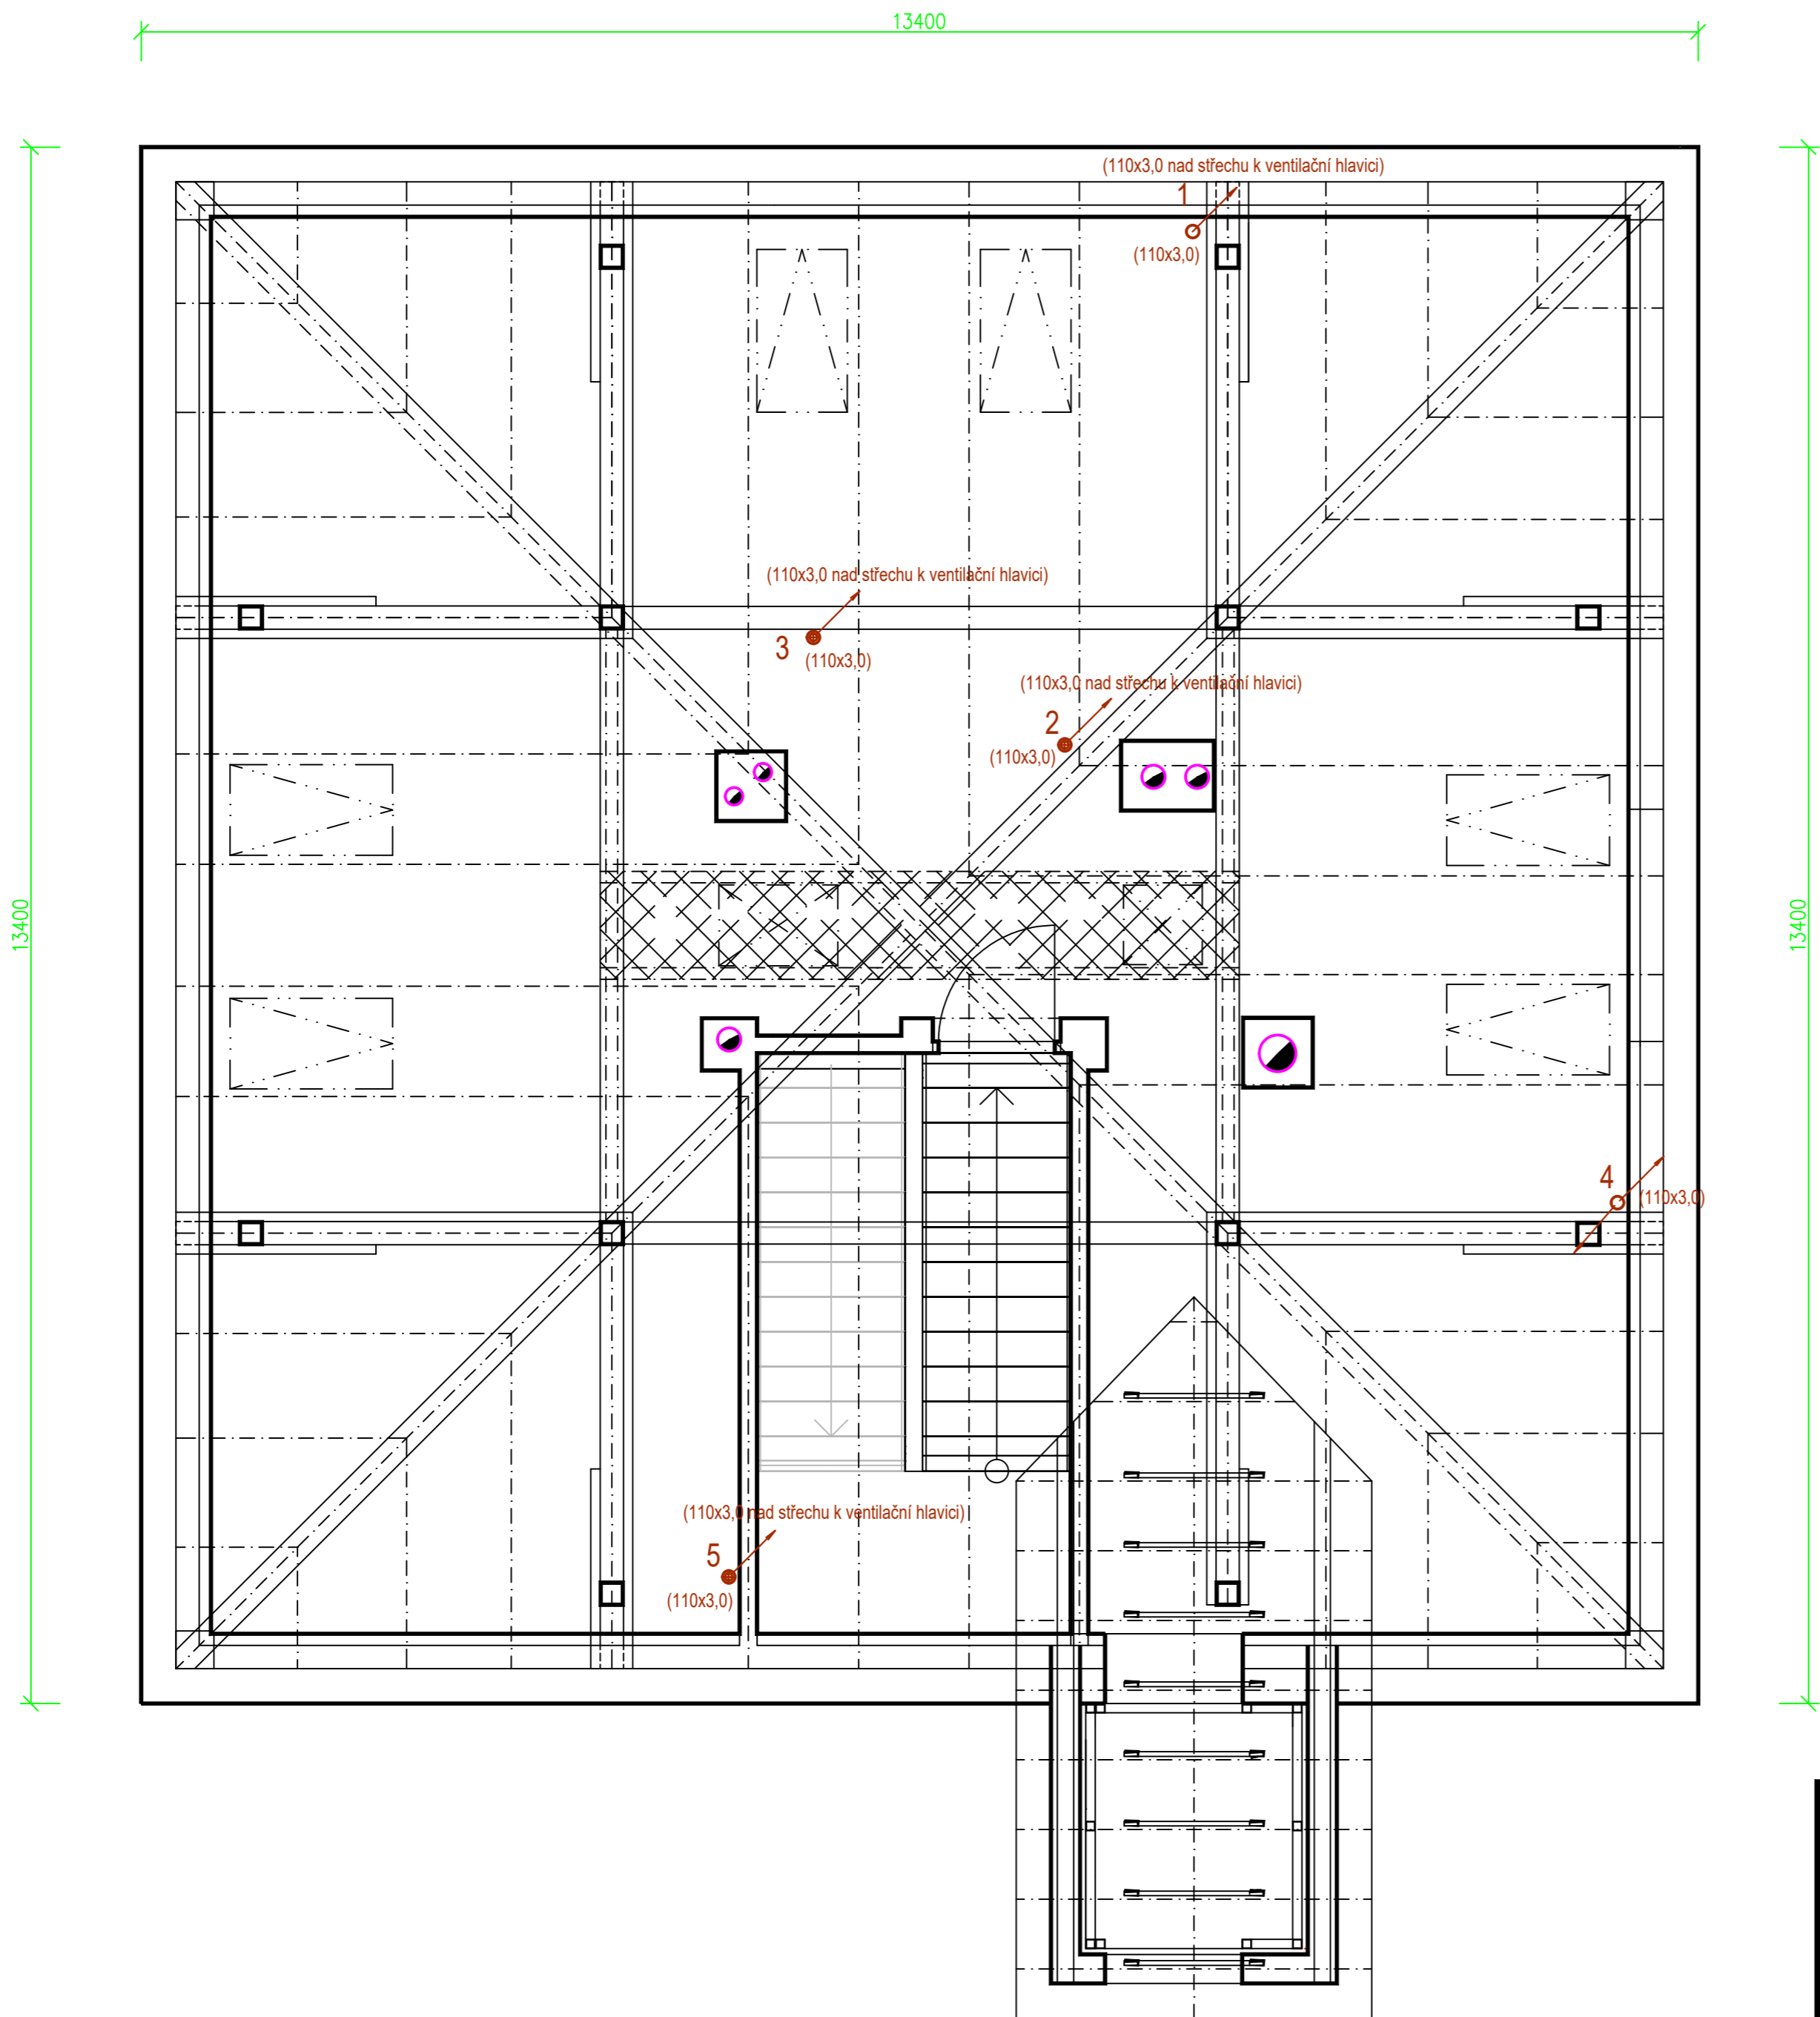 13400
(110x3,0 nad střechu k ventilační hlavici)
1
(110x3,0)
(110x3,0 nad střechu k ventilační hlavici)
3
(110x3,0)
(110x3,0 nad střechu k ventilační hlavici)
2
(110x3,0)
13400
13400
4
(110x3,0)
(110x3,0 nad střechu k ventilační hlavici)
5
(110x3,0)